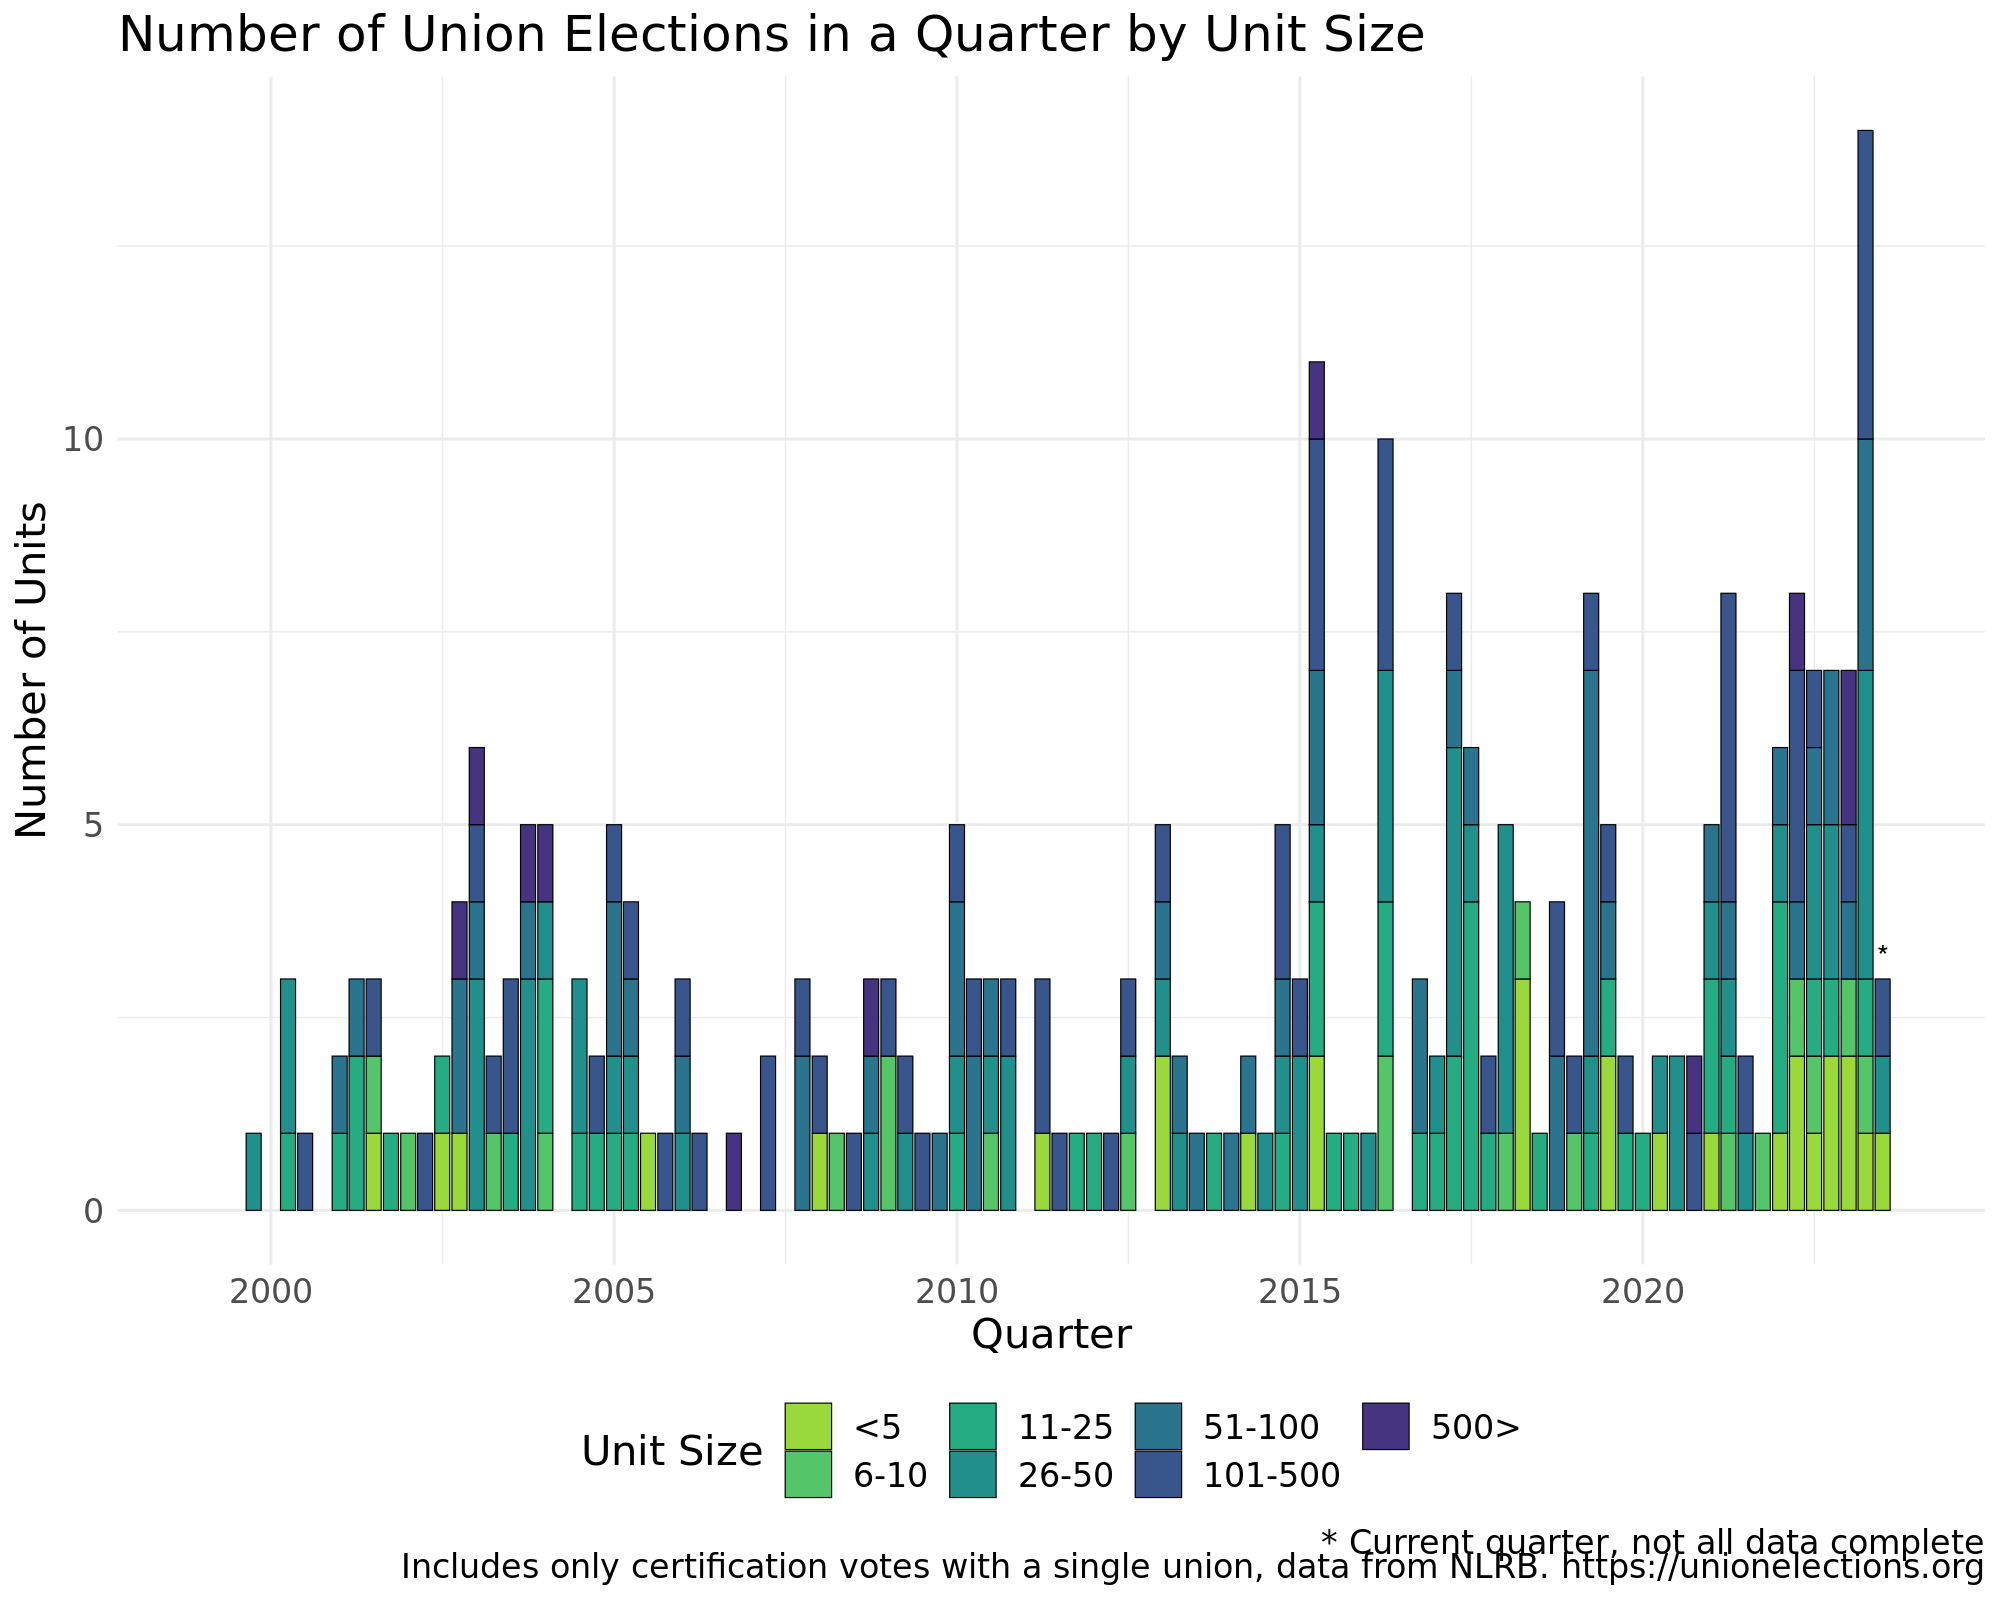 Number of Union Elections in a Quarter by Unit Size
Number of Units
10
5
0
*
2000 2005 2010 2015 2020
Quarter
Unit Size
<5 11-25 51-100 500>
6-10 26-50 101-500
* Current quarter, not all data complete
Includes only certification votes with a single union, data from NLRB. https://unionelections.org